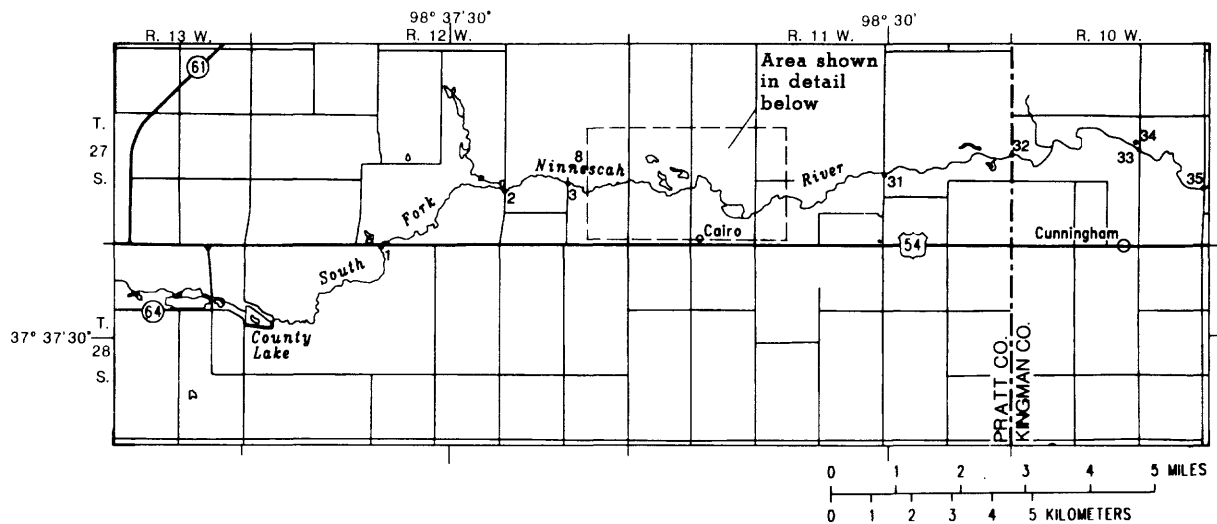 98° 37'30"
98° 30'
R. 13 W.
R. 12 W.
R. 11 W.
R. 10 W.
61
Area shown
in detail
below
T.
27
S.
8
Ninnescah
River
32
34
33
31
35
2
3
Fork
1
South
Cairo
54
Cunningham
64
County
Lake
37° 37'30"
T.
28
S.
PRATT CO.
KINGMAN CO.
0 1 2 3 4 5 MILES
0 1 2 3 4 5 KILOMETERS